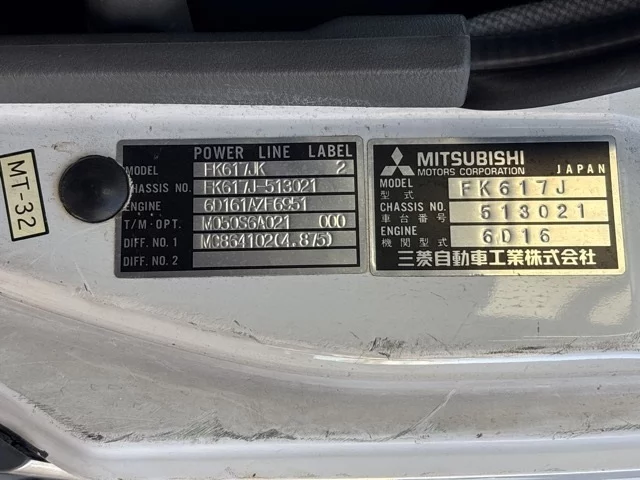 MT-32
POWER LINE LABEL
MODEL FK617JK 2
CHASSIS NO. FK617J-513021
ENGINE 6D161AZF6951
T/M·OPT. M050S6A021 000
DIFF. NO. 1 MC864102(4.875)
DIFF. NO. 2
MITSUBISHI
MOTORS CORPORATION JAPAN
MODEL
型式 FK617J
CHASSIS NO.
車台番号 513021
ENGINE
機関型式 6D16
三菱自動車工業株式会社